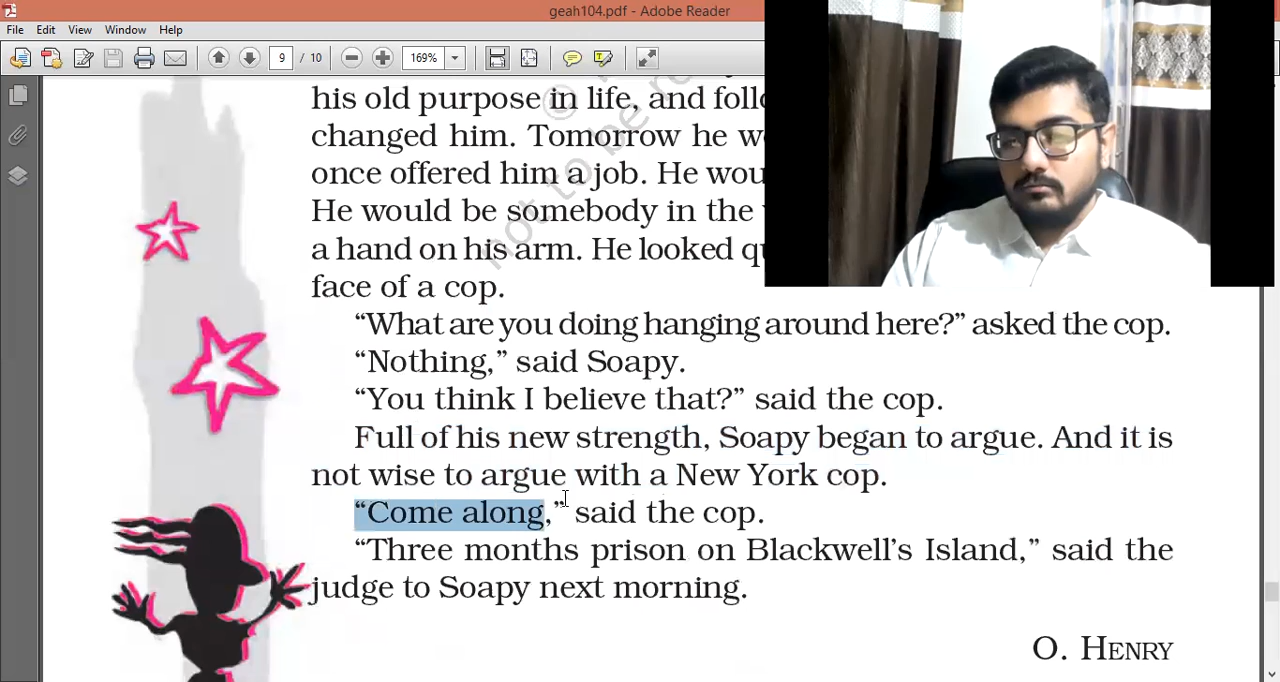 geah104.pdf - Adobe Reader
File Edit View Window Help
9 / 10 169%
his old purpose in life, and
changed him. Tomorrow he
once offered him a job. He
He would be somebody in the
a hand on his arm. He looked
face of a cop.
“What are you doing hanging around here?” asked the cop.
“Nothing,” said Soapy.
“You think I believe that?” said the cop.
Full of his new strength, Soapy began to argue. And it is
not wise to argue with a New York cop.
“Come along,” said the cop.
“Three months prison on Blackwell’s Island,” said the
judge to Soapy next morning.
O. HENRY
©
not to be